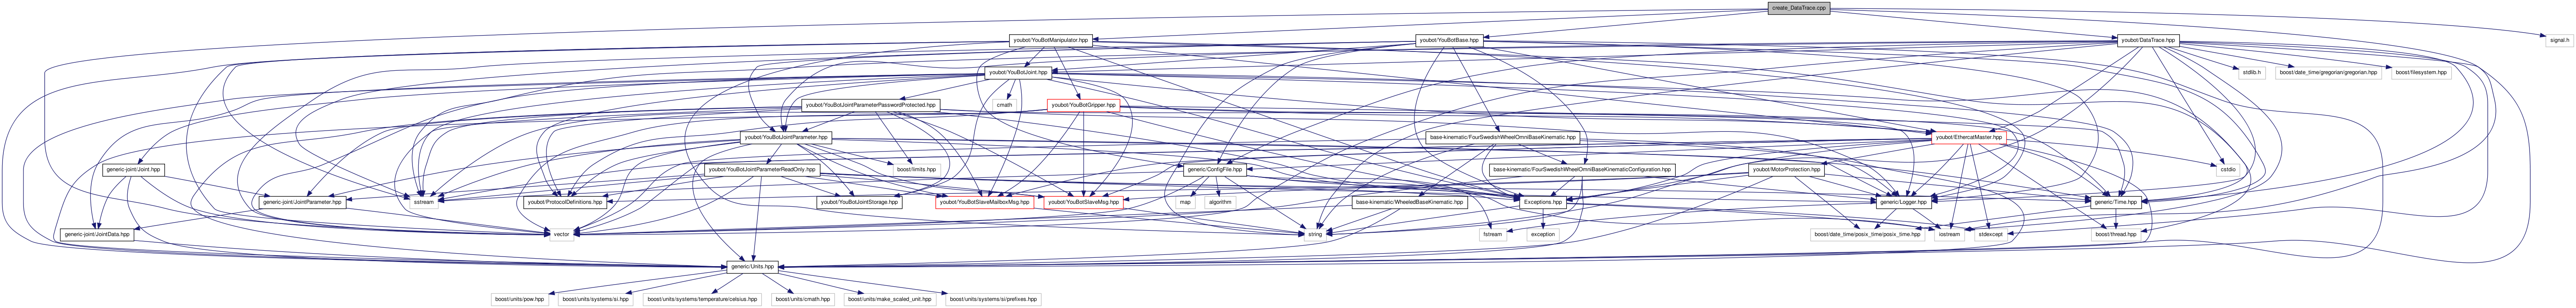 create_DataTrace.cpp
youbot/YouBotManipulator.hpp
youbot/YouBotBase.hpp
youbot/DataTrace.hpp
signal.h
youbot/YouBotJoint.hpp
stdlib.h
boost/date_time/gregorian/gregorian.hpp
boost/filesystem.hpp
youbot/YouBotJointParameterPasswordProtected.hpp
cmath
youbot/YouBotGripper.hpp
youbot/YouBotJointParameter.hpp
base-kinematic/FourSwedishWheelOmniBaseKinematic.hpp
youbot/EthercatMaster.hpp
generic-joint/Joint.hpp
youbot/YouBotJointParameterReadOnly.hpp
boost/limits.hpp
generic/ConfigFile.hpp
base-kinematic/FourSwedishWheelOmniBaseKinematicConfiguration.hpp
youbot/MotorProtection.hpp
cstdio
generic-joint/JointParameter.hpp
sstream
youbot/ProtocolDefinitions.hpp
youbot/YouBotJointStorage.hpp
youbot/YouBotSlaveMailboxMsg.hpp
youbot/YouBotSlaveMsg.hpp
map
algorithm
base-kinematic/WheeledBaseKinematic.hpp
Exceptions.hpp
generic/Logger.hpp
generic/Time.hpp
generic-joint/JointData.hpp
vector
string
fstream
exception
boost/date_time/posix_time/posix_time.hpp
iostream
stdexcept
boost/thread.hpp
generic/Units.hpp
boost/units/pow.hpp
boost/units/systems/si.hpp
boost/units/systems/temperature/celsius.hpp
boost/units/cmath.hpp
boost/units/make_scaled_unit.hpp
boost/units/systems/si/prefixes.hpp